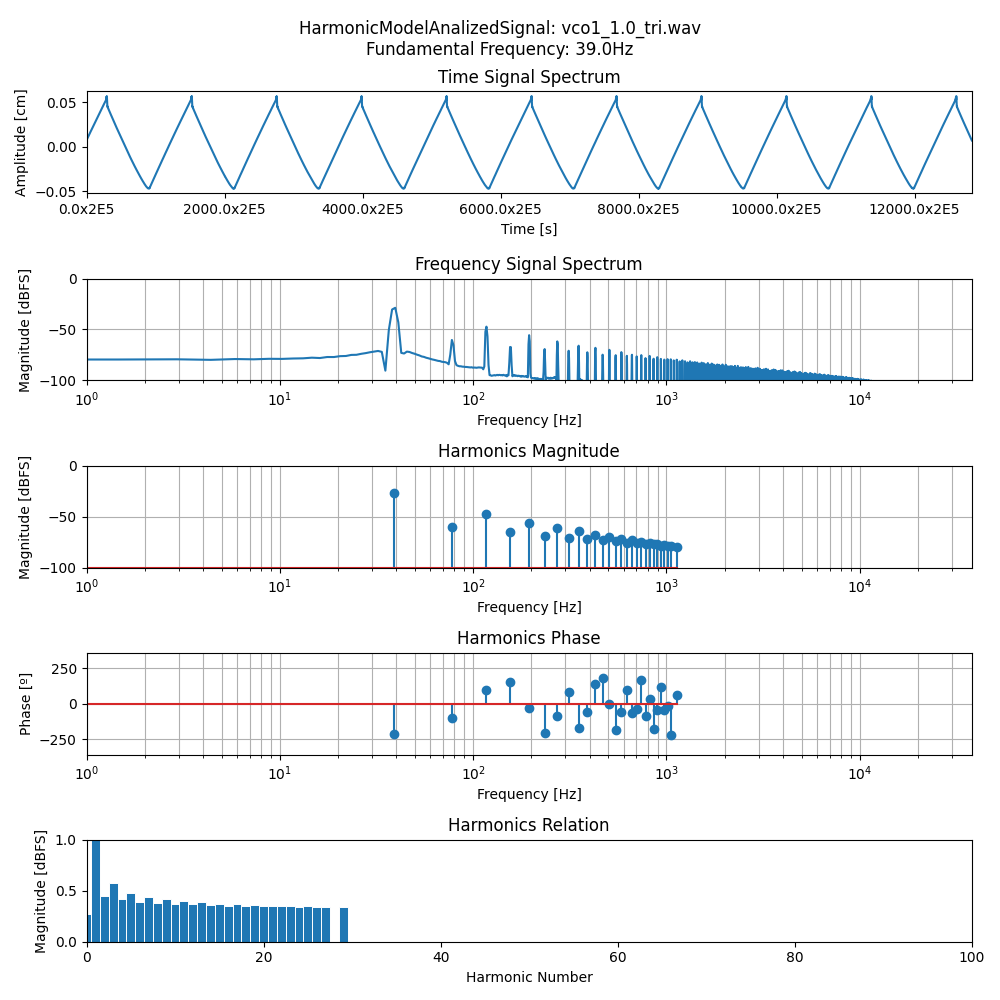 HarmonicModelAnalizedSignal: vco1_1.0_tri.wav
Fundamental Frequency: 39.0Hz
Time Signal Spectrum
Amplitude [cm]
0.05
0.00
−0.05
0.0x2E5 2000.0x2E5 4000.0x2E5 6000.0x2E5 8000.0x2E5 10000.0x2E5 12000.0x2E5
Time [s]
Frequency Signal Spectrum
Magnitude [dBFS]
0
−50
−100
10⁰ 10¹ 10² 10³ 10⁴
Frequency [Hz]
Harmonics Magnitude
Magnitude [dBFS]
0
−50
−100
10⁰ 10¹ 10² 10³ 10⁴
Frequency [Hz]
Harmonics Phase
Phase [º]
250
0
−250
10⁰ 10¹ 10² 10³ 10⁴
Frequency [Hz]
Harmonics Relation
Magnitude [dBFS]
1.0
0.5
0.0
0 20 40 60 80 100
Harmonic Number